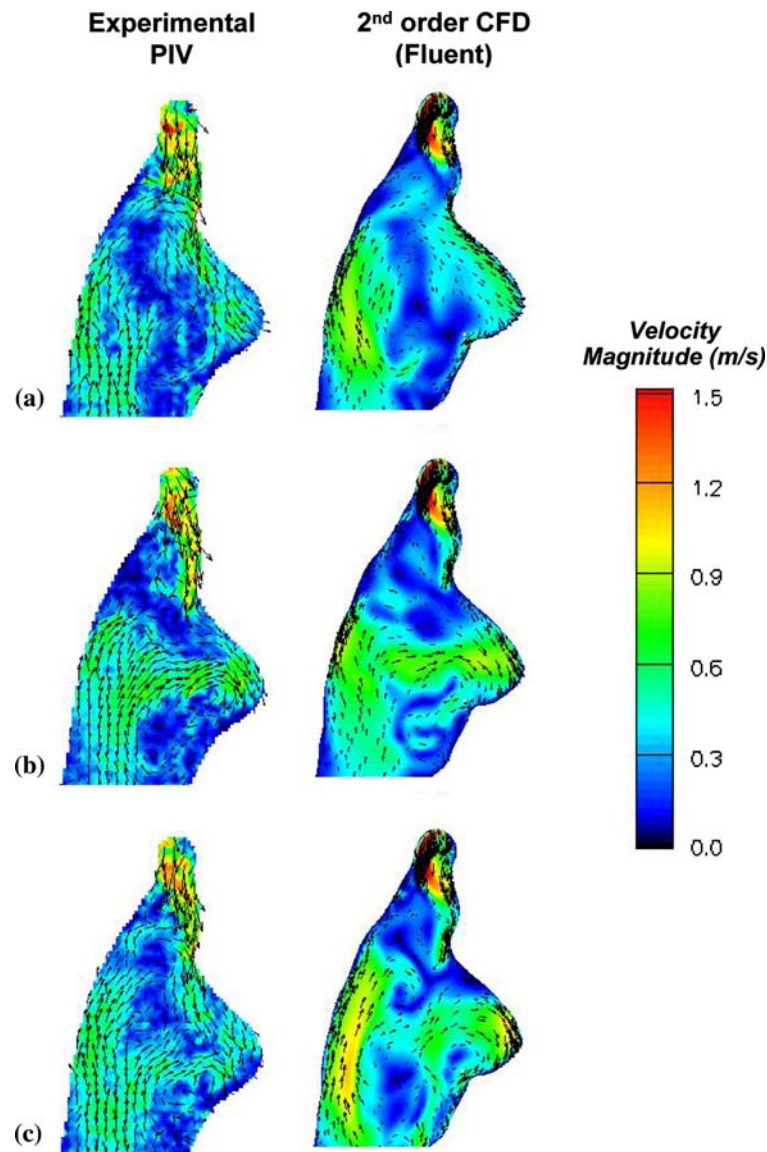 Experimental
PIV
2nd order CFD
(Fluent)
(a)
Velocity
Magnitude (m/s)
1.5
1.2
0.9
0.6
0.3
0.0
(b)
(c)